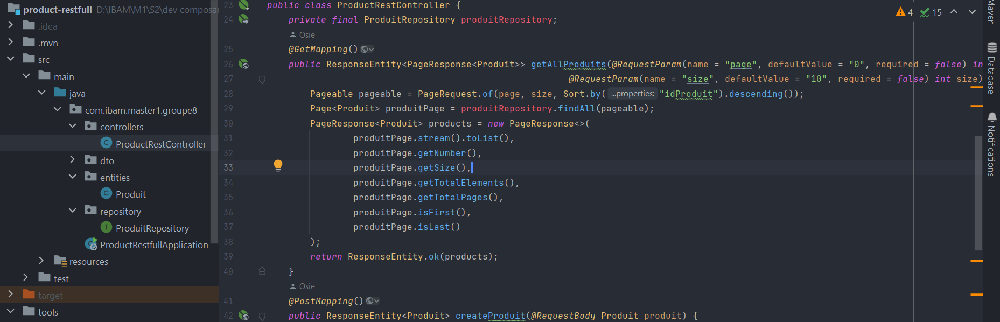 product-restfull D:\IBAM\M1\S2\dev composa
.idea
.mvn
src
main
java
com.ibam.master1.groupe8
controllers
ProductRestController
dto
entities
Produit
repository
ProduitRepository
ProductRestfullApplication
resources
test
target
tools
23 public class ProductRestController {
24 private final ProduitRepository produitRepository;
Osie
25 @GetMapping()
26 public ResponseEntity<PageResponse<Produit>> getAllProduits(@RequestParam(name = "page", defaultValue = "0", required = false) in
27 @RequestParam(name = "size", defaultValue = "10", required = false) int size)
28 Pageable pageable = PageRequest.of(page, size, Sort.by( ...properties: "idProduit").descending());
29 Page<Produit> produitPage = produitRepository.findAll(pageable);
30 PageResponse<Produit> products = new PageResponse<>(
31 produitPage.stream().toList(),
32 produitPage.getNumber(),
33 produitPage.getSize(),
34 produitPage.getTotalElements(),
35 produitPage.getTotalPages(),
36 produitPage.isFirst(),
37 produitPage.isLast()
38 );
39 return ResponseEntity.ok(products);
40 }
Osie
41 @PostMapping()
42 public ResponseEntity<Produit> createProduit(@RequestBody Produit produit) {
4 15
Maven
Database
Notifications